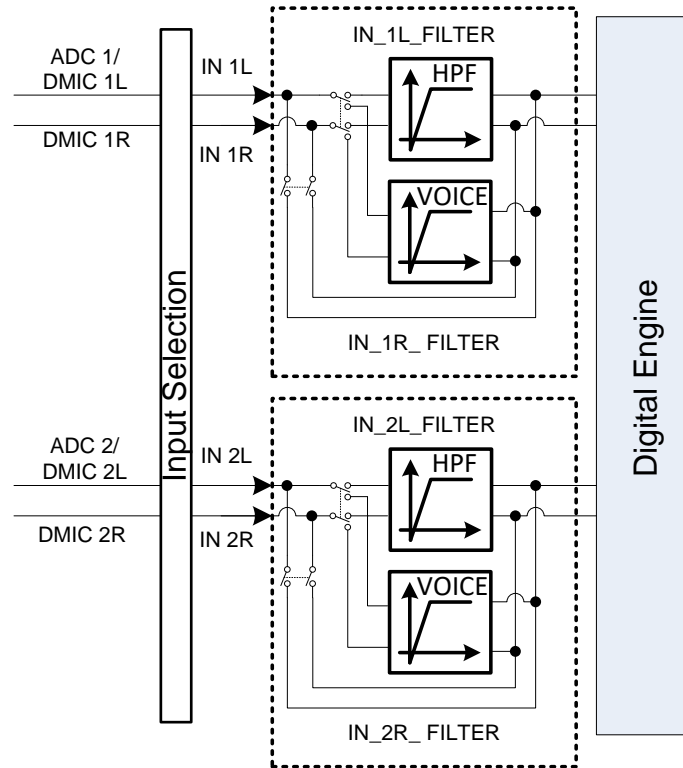 ADC 1/
DMIC 1L
DMIC 1R
Input Selection
IN 1L
IN 1R
IN_1L_FILTER
HPF
VOICE
IN_1R_ FILTER
ADC 2/
DMIC 2L
DMIC 2R
IN 2L
IN 2R
IN_2L_FILTER
HPF
VOICE
IN_2R_ FILTER
Digital Engine